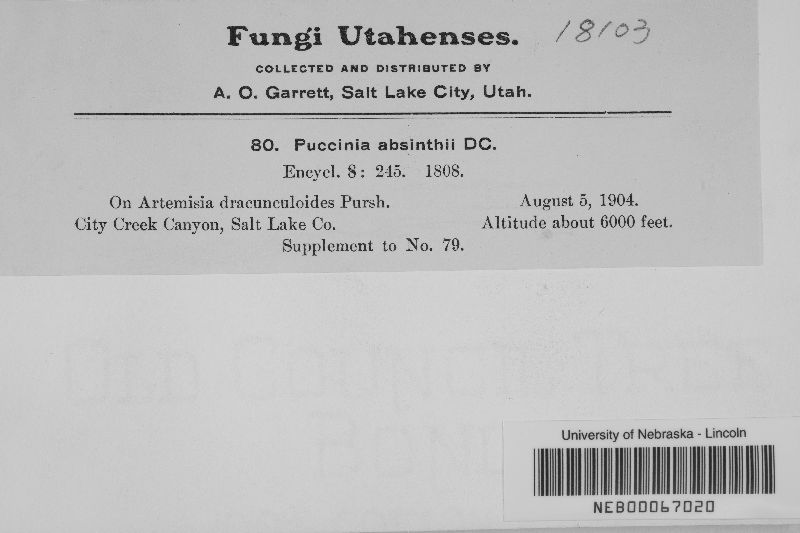 Fungi Utahenses. 18103
COLLECTED AND DISTRIBUTED BY
A. O. Garrett, Salt Lake City, Utah.
80. Puccinia absinthii DC.
Encycl. 8: 245. 1808.
On Artemisia dracunculoides Pursh. August 5, 1904.
City Creek Canyon, Salt Lake Co. Altitude about 6000 feet.
Supplement to No. 79.
University of Nebraska - Lincoln
NEB00067020